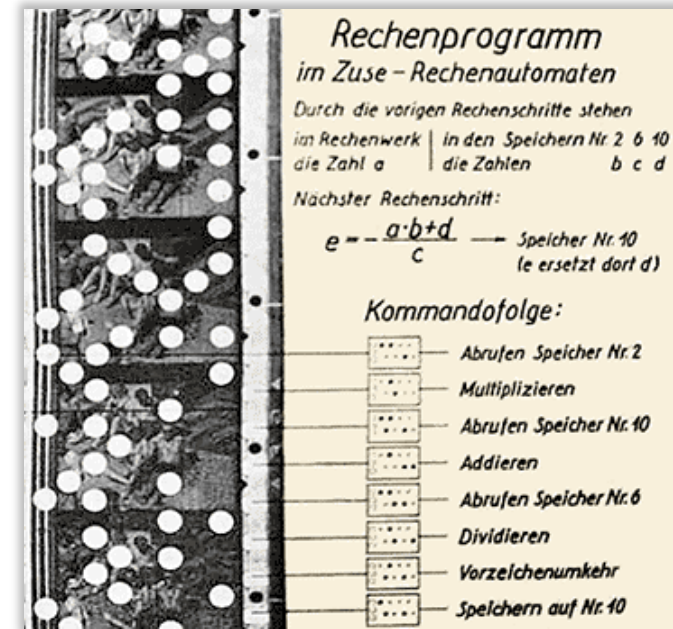 Rechenprogramm
im Zuse-Rechenautomaten
Durch die vorigen Rechenschritte stehen
im Rechenwerk | in den Speichern Nr. 2 6 10
die Zahl a | die Zahlen b c d
Nächster Rechenschritt:
e = - a·b+d / c → Speicher Nr. 10
(e ersetzt dort d)
Kommandofolge:
Abrufen Speicher Nr. 2
Multiplizieren
Abrufen Speicher Nr. 10
Addieren
Abrufen Speicher Nr. 6
Dividieren
Vorzeichenumkehr
Speichern auf Nr. 10